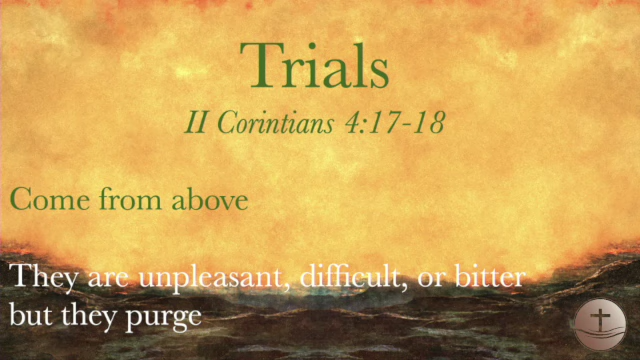 Trials
II Corintians 4:17-18
Come from above
They are unpleasant, difficult, or bitter
but they purge